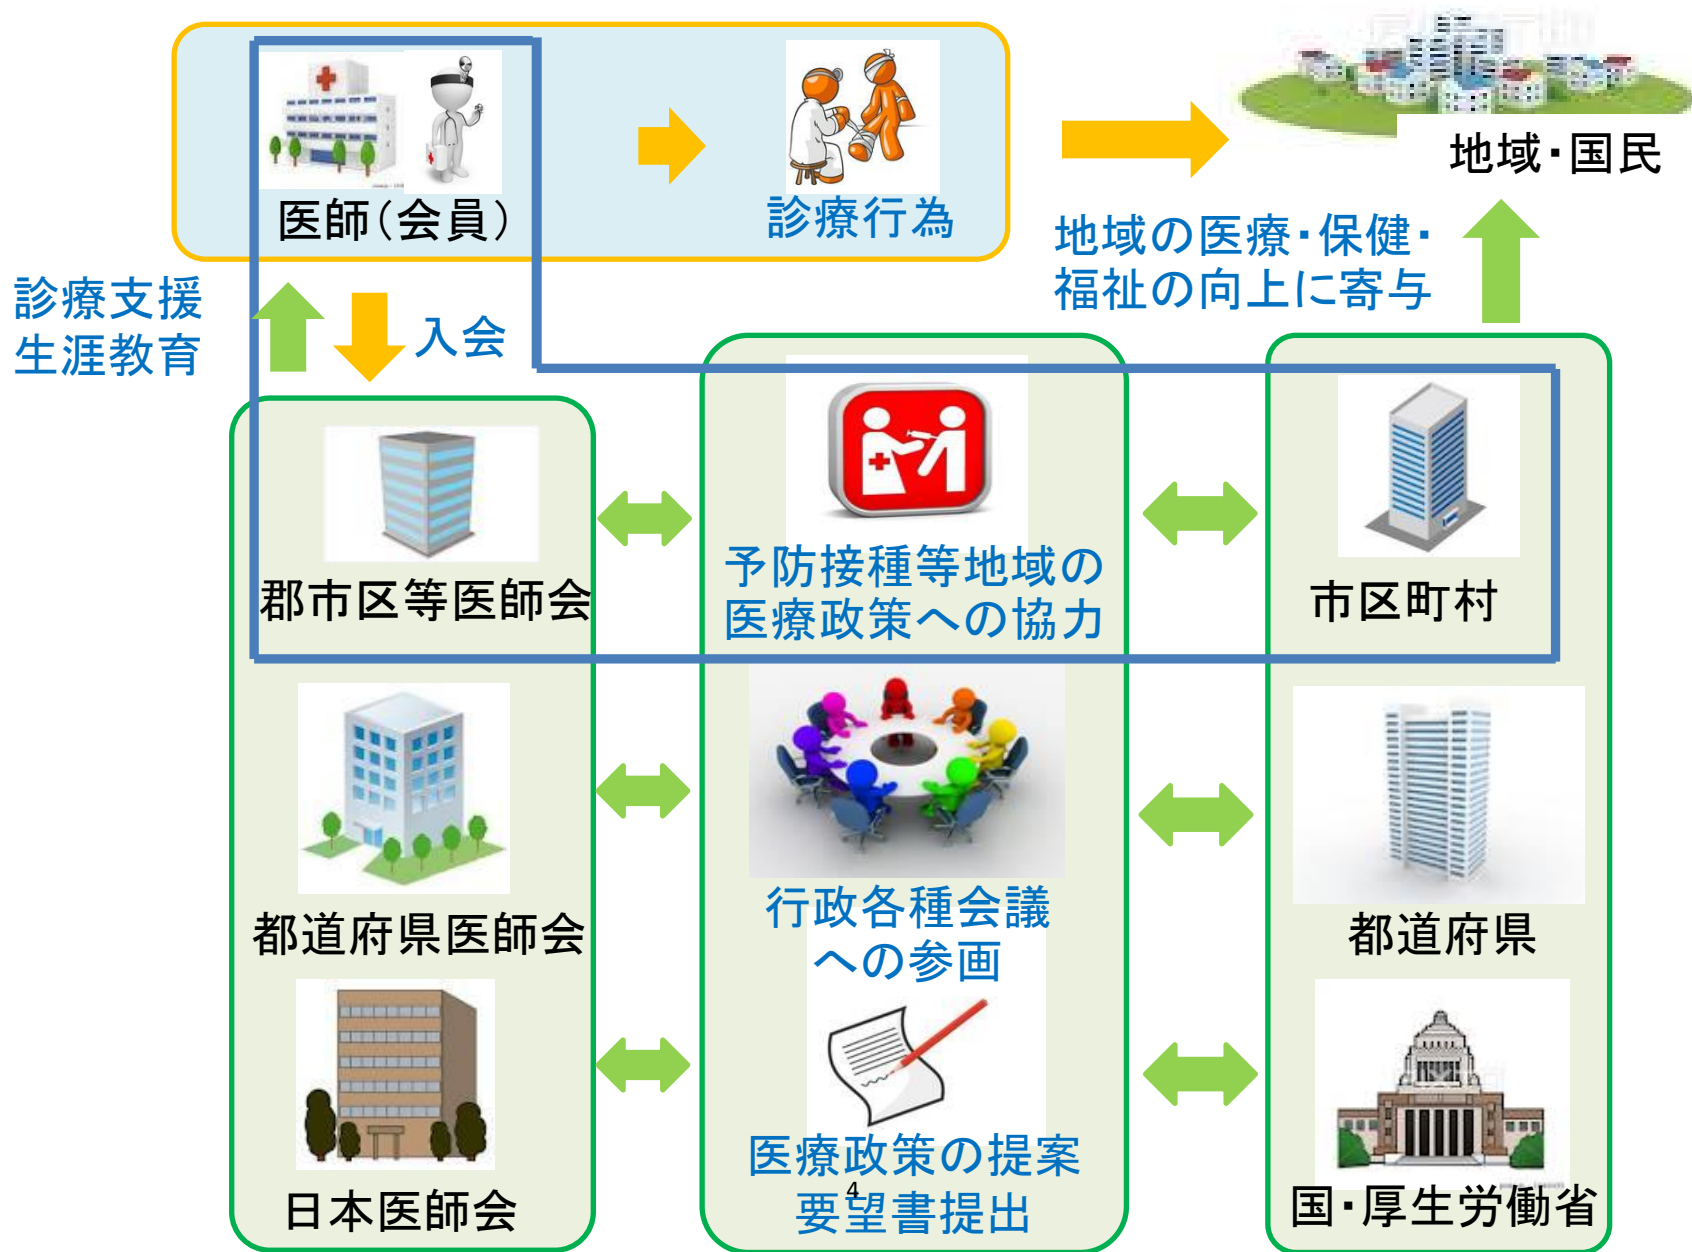 医師（会員）
診療行為
地域・国民
地域の医療・保健・
福祉の向上に寄与
診療支援
生涯教育
入会
郡市区等医師会
予防接種等地域の
医療政策への協力
市区町村
都道府県医師会
行政各種会議
への参画
都道府県
日本医師会
医療政策の提案
要望書提出
4
国・厚生労働省